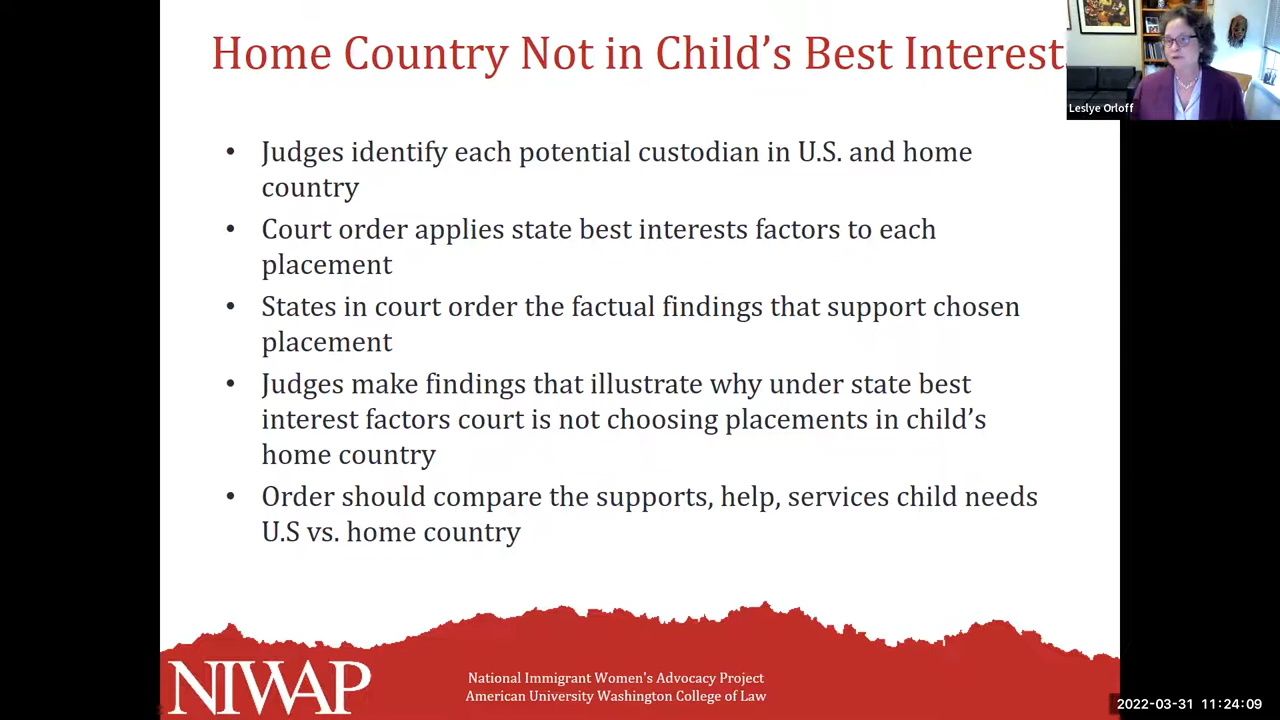 Home Country Not in Child's Best Interest
Leslye Orloff
• Judges identify each potential custodian in U.S. and home
country
• Court order applies state best interests factors to each
placement
• States in court order the factual findings that support chosen
placement
• Judges make findings that illustrate why under state best
interest factors court is not choosing placements in child's
home country
• Order should compare the supports, help, services child needs
U.S vs. home country
NIWAP
National Immigrant Women's Advocacy Project
American University Washington College of Law
2022-03-31 11:24:09